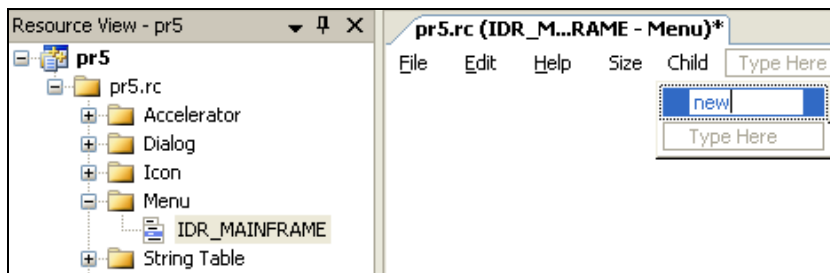 Resource View - pr5
pr5
pr5.rc
Accelerator
Dialog
Icon
Menu
IDR_MAINFRAME
String Table
pr5.rc (IDR_M...RAME - Menu)*
File Edit Help Size Child Type Here
new
Type Here